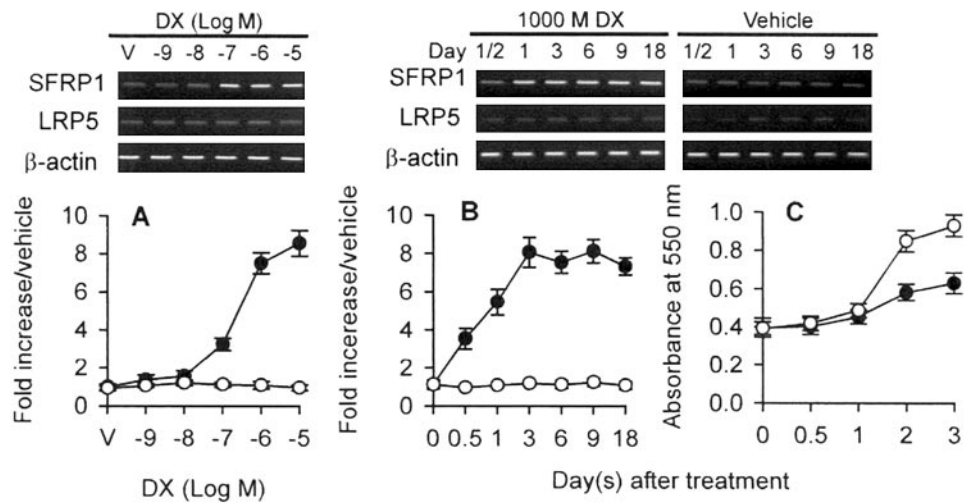 DX (Log M)
V -9 -8 -7 -6 -5
SFRP1
LRP5
β-actin
1000 M DX Vehicle
Day 1/2 1 3 6 9 18 1/2 1 3 6 9 18
SFRP1
LRP5
β-actin
A
Fold increase/vehicle
10
8
6
4
2
0
V -9 -8 -7 -6 -5
DX (Log M)
B
Fold incerease/vehicle
10
8
6
4
2
0
0 0.5 1 3 6 9 18
C
Absorbance at 550 nm
1.0
0.8
0.6
0.4
0.2
0.0
0 0.5 1 2 3
Day(s) after treatment